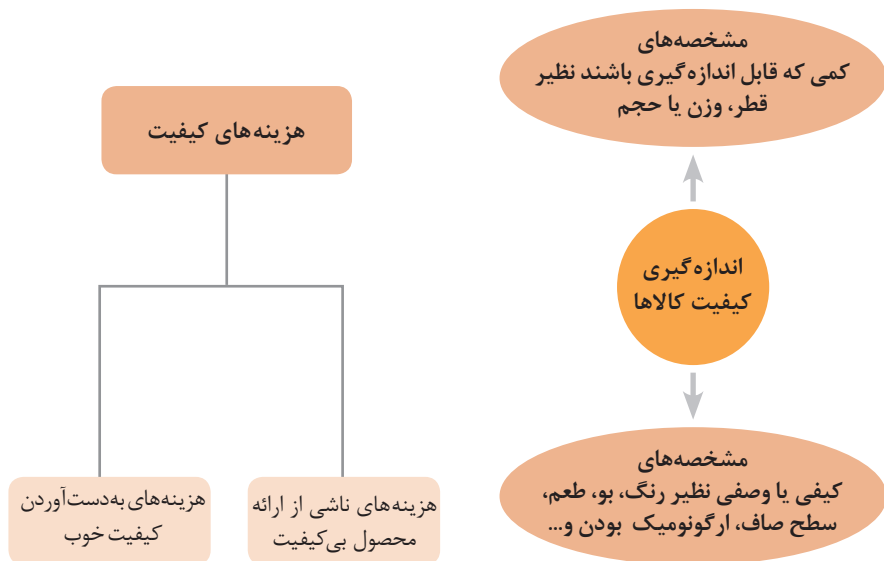 مشخصه‌های
کمی که قابل اندازه‌گیری باشند نظیر
قطر، وزن یا حجم
اندازه‌گیری
کیفیت کالاها
مشخصه‌های
کیفی یا وصفی نظیر رنگ، بو، طعم،
سطح صاف، ارگونومیک بودن و...
هزینه‌های کیفیت
هزینه‌های ناشی از ارائه
محصول بی‌کیفیت
هزینه‌های به‌دست‌آوردن
کیفیت خوب